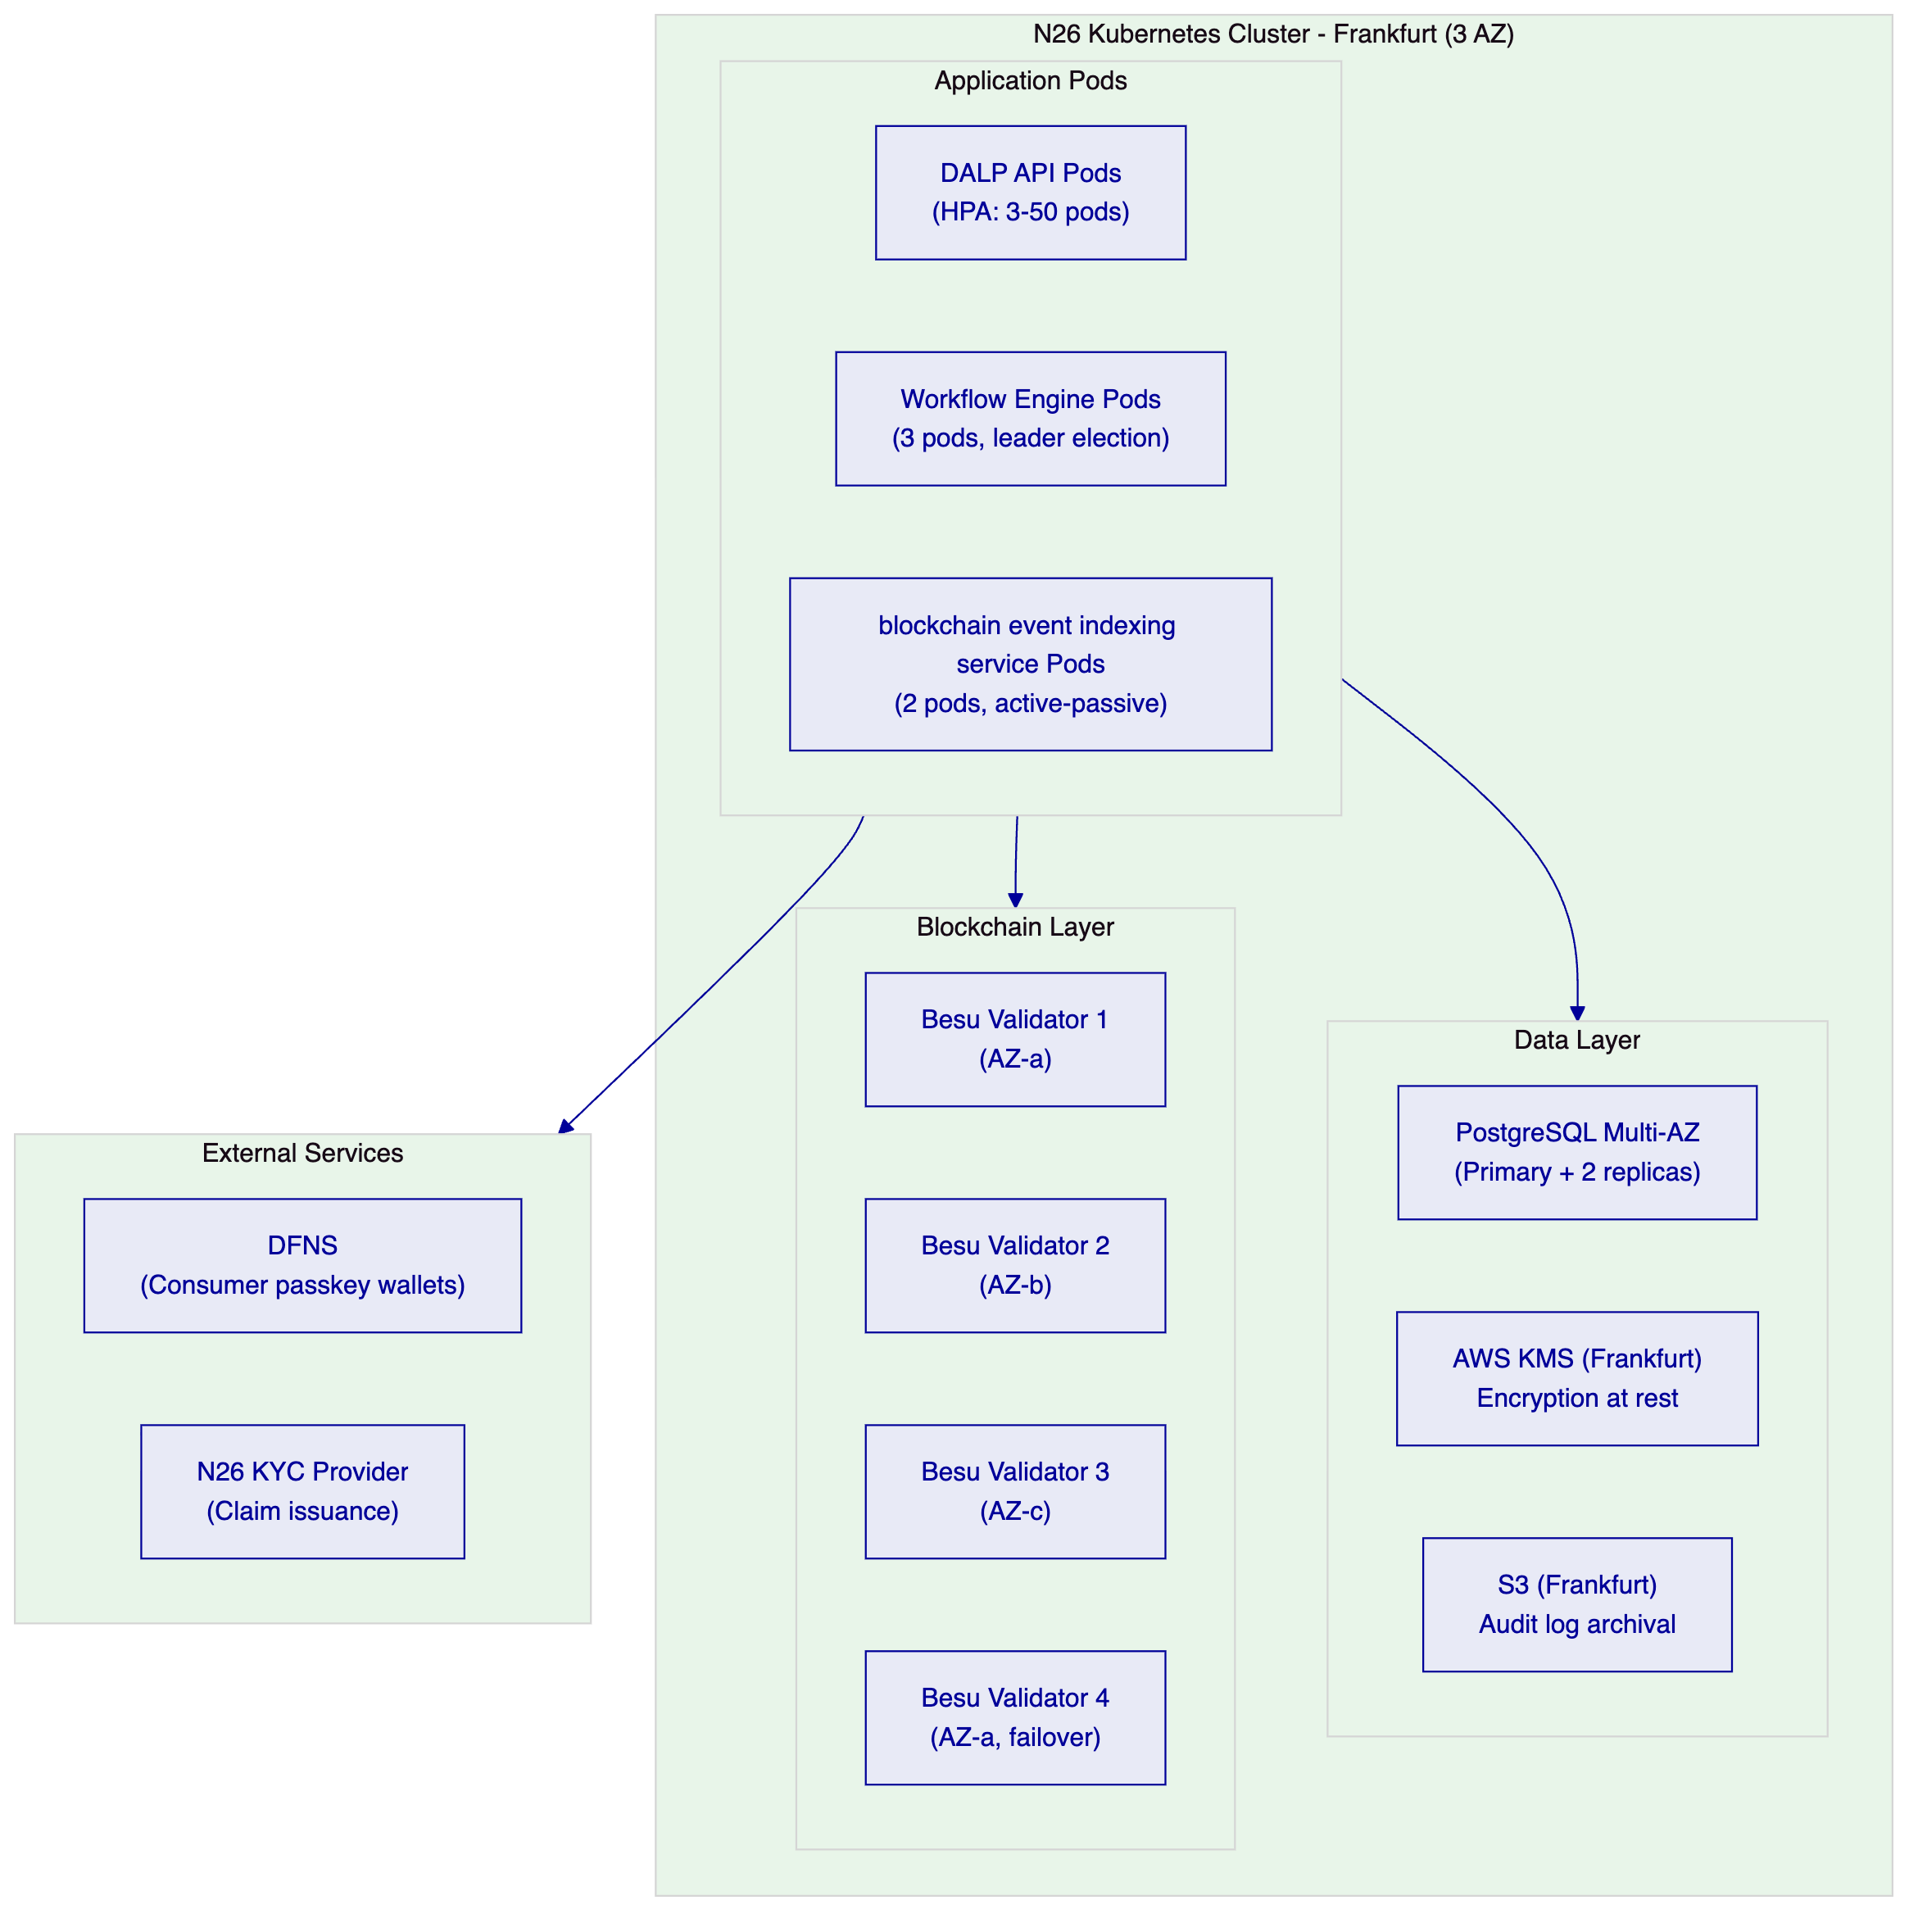 N26 Kubernetes Cluster - Frankfurt (3 AZ)
Application Pods
DALP API Pods
(HPA: 3-50 pods)
Workflow Engine Pods
(3 pods, leader election)
blockchain event indexing
service Pods
(2 pods, active-passive)
Blockchain Layer
Besu Validator 1
(AZ-a)
Besu Validator 2
(AZ-b)
Besu Validator 3
(AZ-c)
Besu Validator 4
(AZ-a, failover)
Data Layer
PostgreSQL Multi-AZ
(Primary + 2 replicas)
AWS KMS (Frankfurt)
Encryption at rest
S3 (Frankfurt)
Audit log archival
External Services
DFNS
(Consumer passkey wallets)
N26 KYC Provider
(Claim issuance)